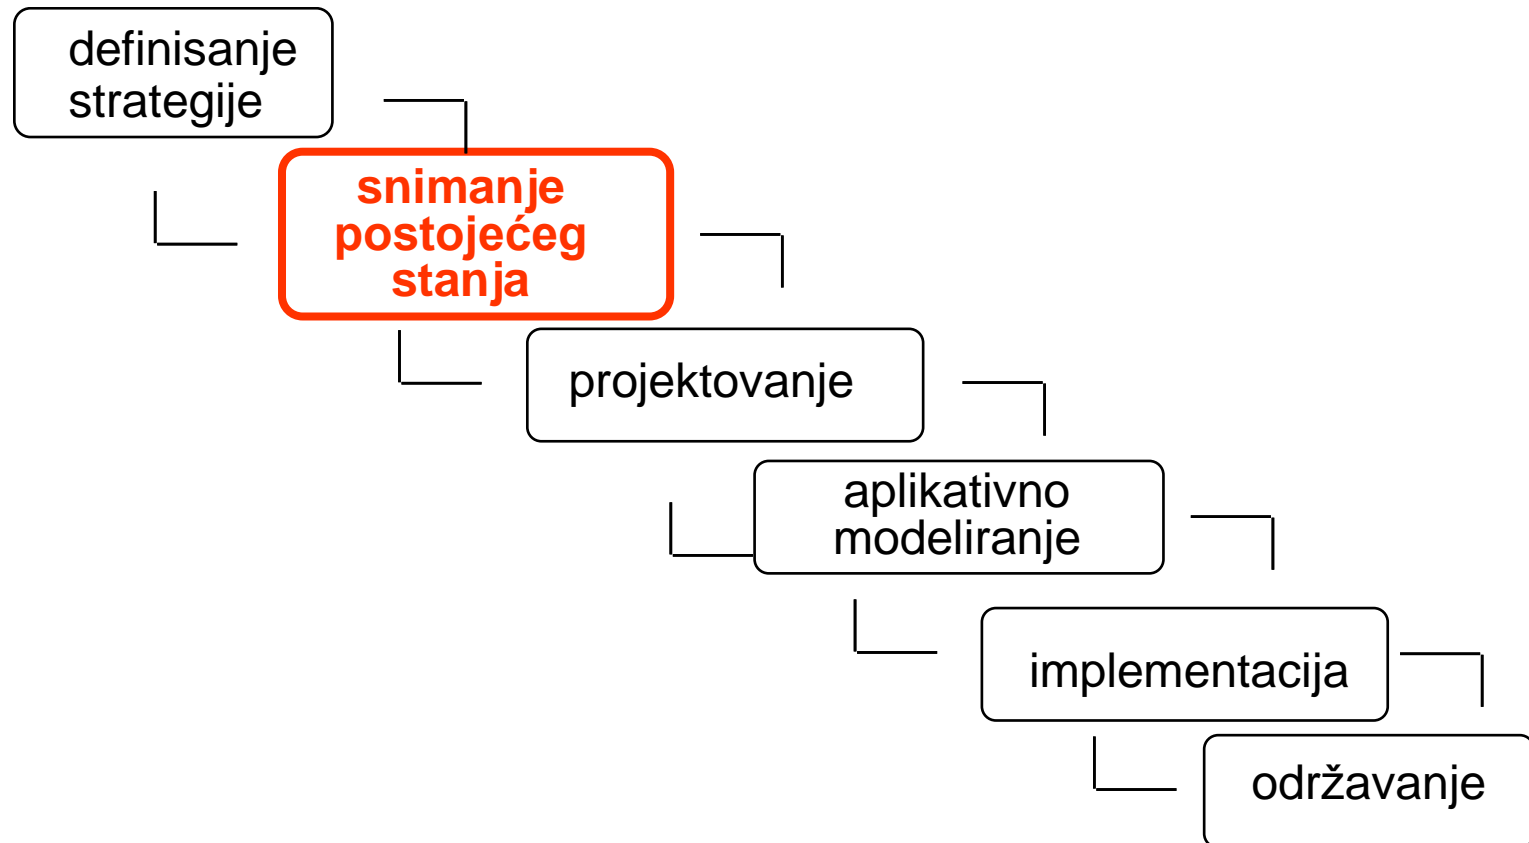 definisanje
strategije
snimanje
postojećeg
stanja
projektovanje
aplikativno
modeliranje
implementacija
održavanje